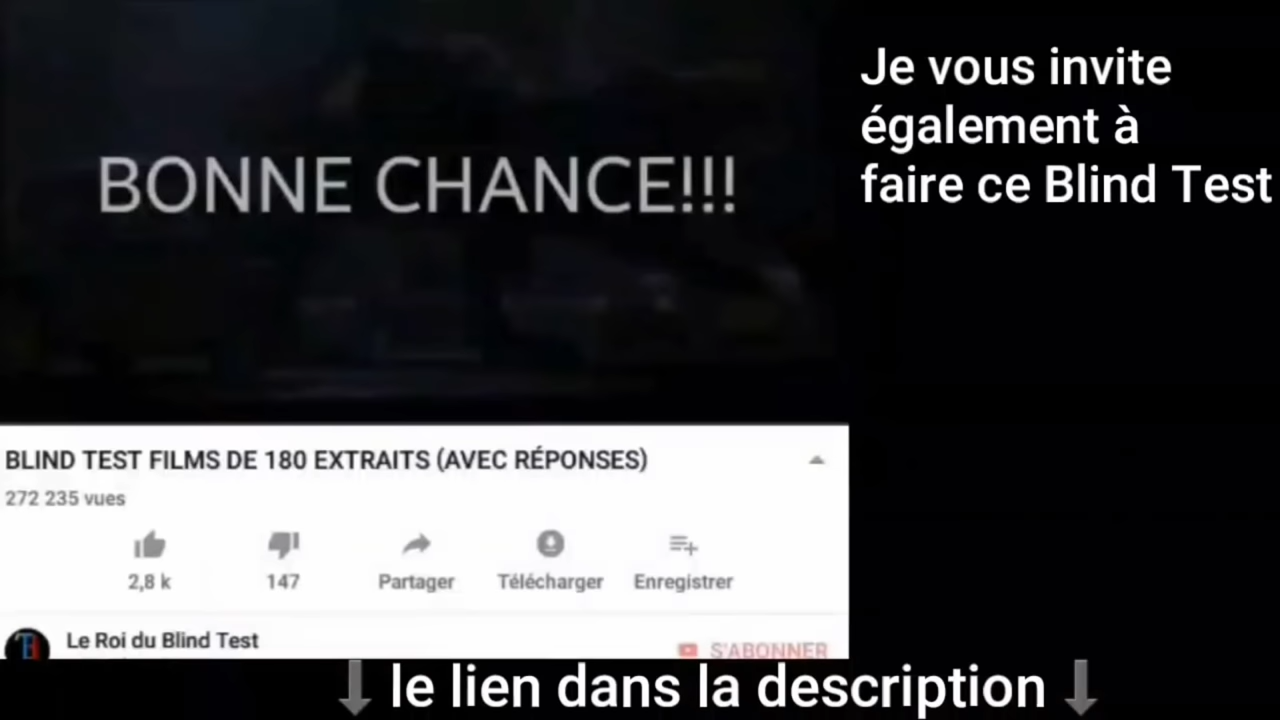 BONNE CHANCE!!!
Je vous invite
également à
faire ce Blind Test
BLIND TEST FILMS DE 180 EXTRAITS (AVEC RÉPONSES)
272 235 vues
2,8 k
147
Partager
Télécharger
Enregistrer
Le Roi du Blind Test
S'ABONNER
le lien dans la description